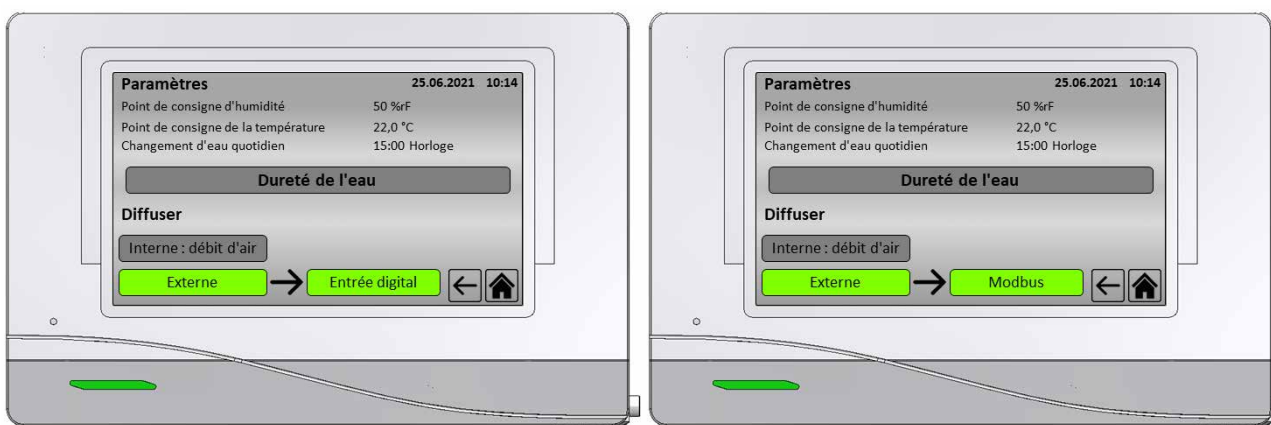 Paramètres 25.06.2021 10:14
Point de consigne d'humidité 50 %rF
Point de consigne de la température 22,0 °C
Changement d'eau quotidien 15:00 Horloge
Dureté de l'eau
Diffuser
Interne : débit d'air
Externe Entrée digital
Paramètres 25.06.2021 10:14
Point de consigne d'humidité 50 %rF
Point de consigne de la température 22,0 °C
Changement d'eau quotidien 15:00 Horloge
Dureté de l'eau
Diffuser
Interne : débit d'air
Externe Modbus